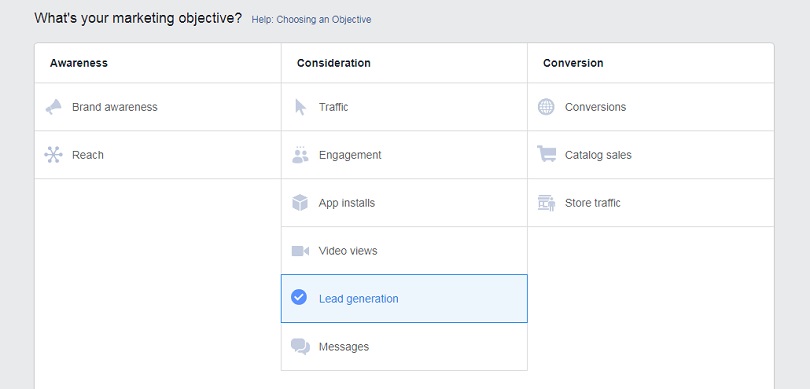 What's your marketing objective? Help: Choosing an Objective
Awareness
Consideration
Conversion
Brand awareness
Traffic
Conversions
Reach
Engagement
Catalog sales
App installs
Store traffic
Video views
Lead generation
Messages